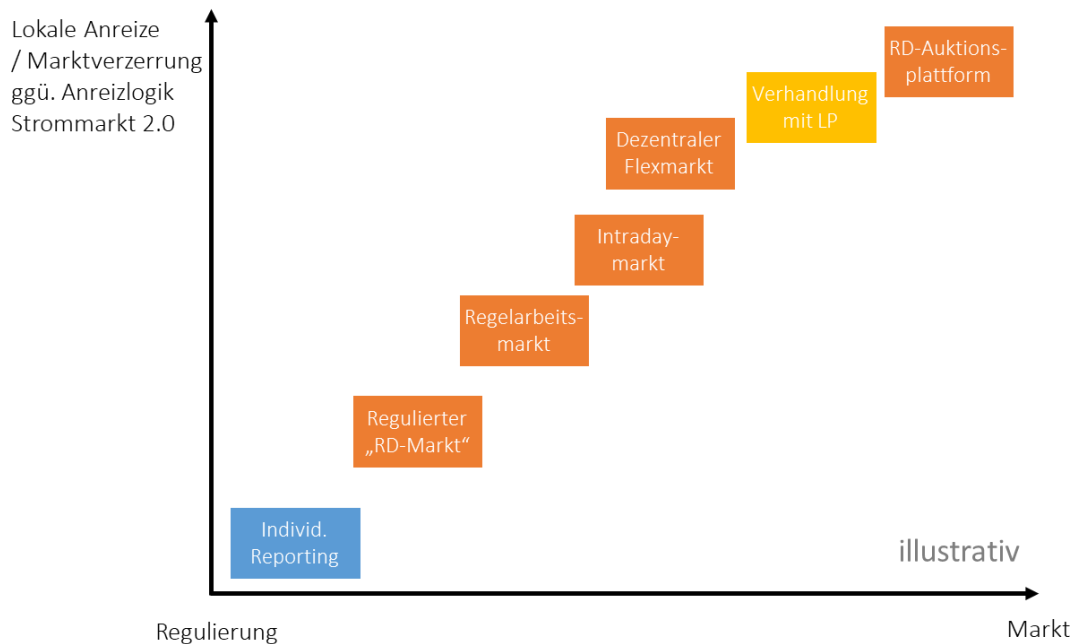 Lokale Anreize
/ Marktverzerrung
ggü. Anreizlogik
Strommarkt 2.0
RD-Auktions-
plattform
Verhandlung
mit LP
Dezentraler
Flexmarkt
Intraday-
markt
Regelarbeits-
markt
Regulierter
„RD-Markt“
Individ.
Reporting
illustrativ
Regulierung
Markt